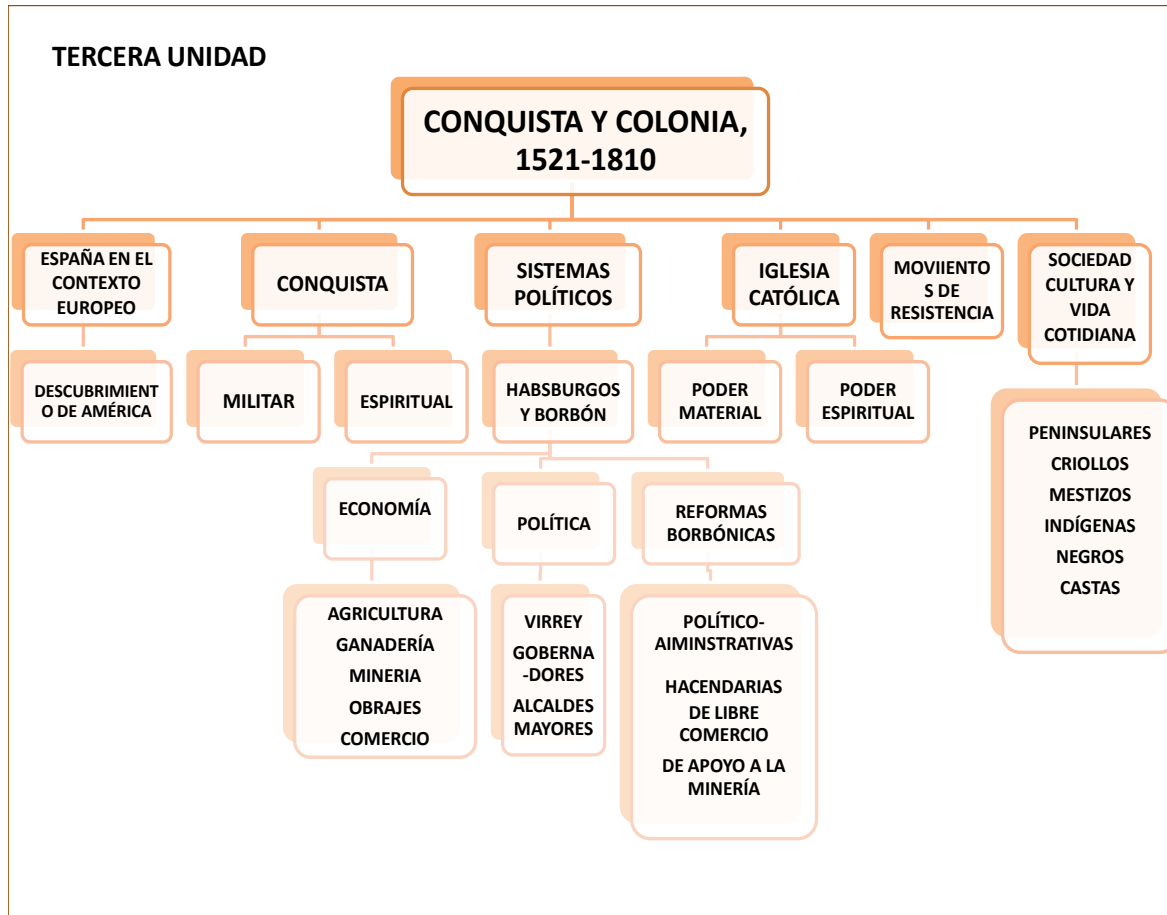 TERCERA UNIDAD
CONQUISTA Y COLONIA,
1521-1810
ESPAÑA EN EL
CONTEXTO
EUROPEO
CONQUISTA
SISTEMAS
POLÍTICOS
IGLESIA
CATÓLICA
MOVIIENTO
S DE
RESISTENCIA
SOCIEDAD
CULTURA Y
VIDA
COTIDIANA
DESCUBRIMIENT
O DE AMÉRICA
MILITAR
ESPIRITUAL
HABSBURGOS
Y BORBÓN
PODER
MATERIAL
PODER
ESPIRITUAL
PENINSULARES
CRIOLLOS
MESTIZOS
INDÍGENAS
NEGROS
CASTAS
ECONOMÍA
POLÍTICA
REFORMAS
BORBÓNICAS
AGRICULTURA
GANADERÍA
MINERIA
OBRAJES
COMERCIO
VIRREY
GOBERNA
-DORES
ALCALDES
MAYORES
POLÍTICO-
AIMINSTRATIVAS
HACENDARIAS
DE LIBRE
COMERCIO
DE APOYO A LA
MINERÍA